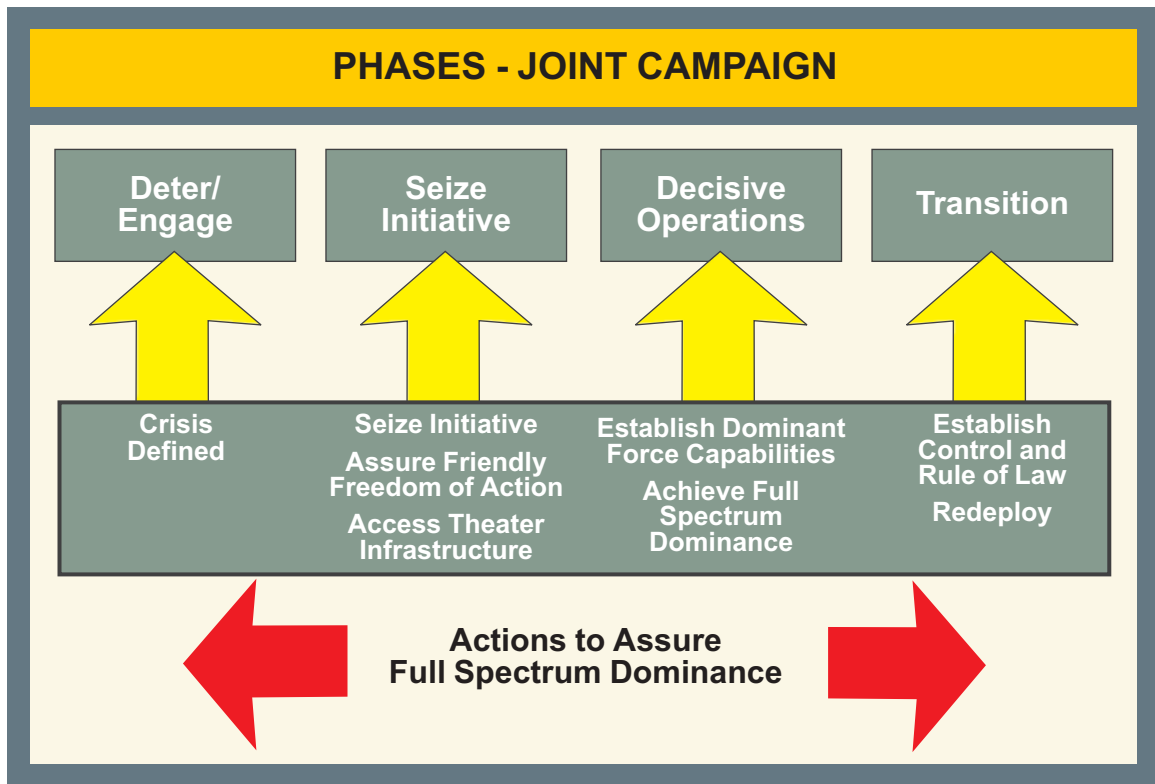 PHASES - JOINT CAMPAIGN
Deter/
Engage
Seize
Initiative
Decisive
Operations
Transition
Crisis
Defined
Seize Initiative
Assure Friendly
Freedom of Action
Access Theater
Infrastructure
Establish Dominant
Force Capabilities
Achieve Full
Spectrum
Dominance
Establish
Control and
Rule of Law
Redeploy
Actions to Assure
Full Spectrum Dominance